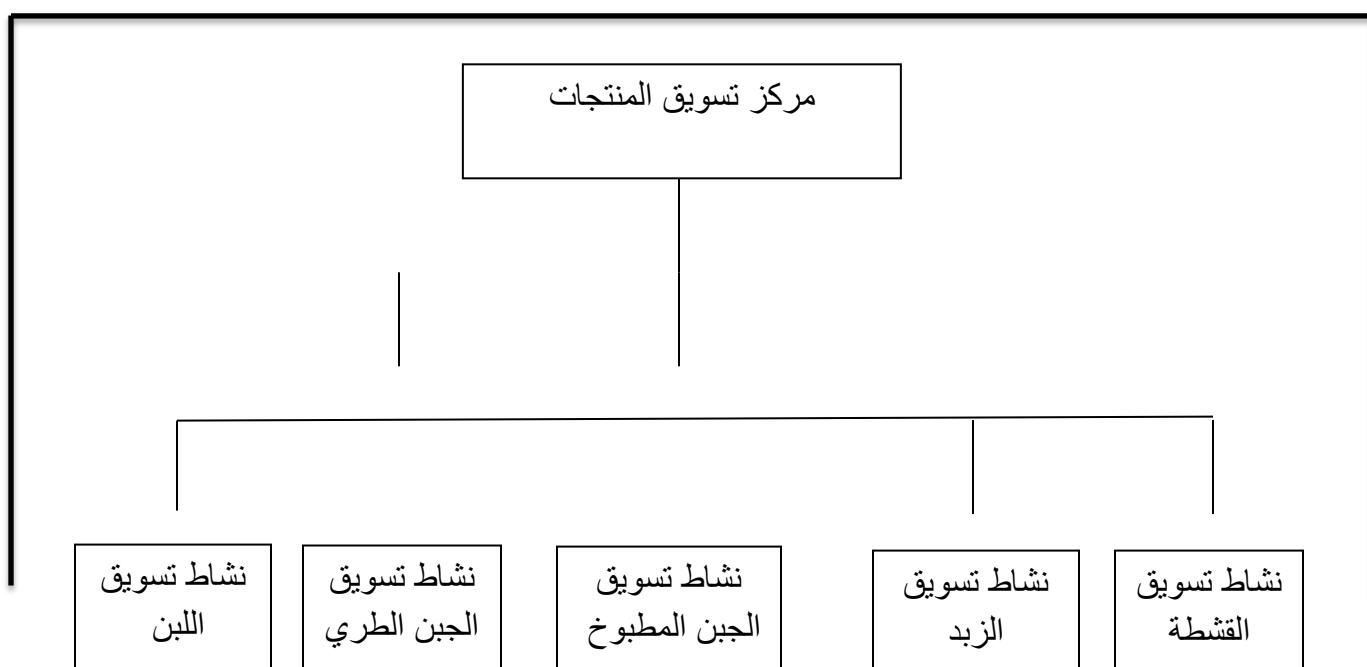 مركز تسويق المنتجات
نشاط تسويق
القشطة
نشاط تسويق
الزبد
نشاط تسويق
الجبن المطبوخ
نشاط تسويق
الجبن الطري
نشاط تسويق
اللبن